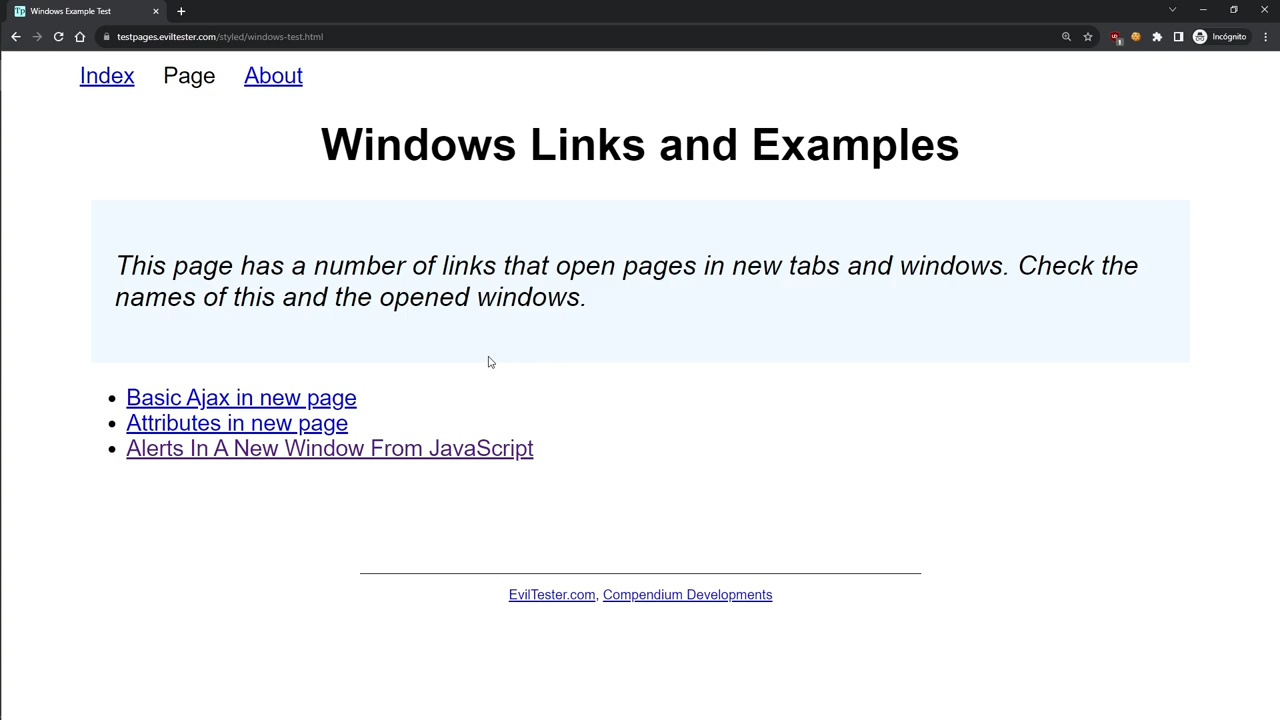 Windows Example Test
testpages.eviltester.com/styled/windows-test.html
Incógnito
Index Page About
Windows Links and Examples
This page has a number of links that open pages in new tabs and windows. Check the
names of this and the opened windows.
Basic Ajax in new page
Attributes in new page
Alerts In A New Window From JavaScript
EvilTester.com, Compendium Developments